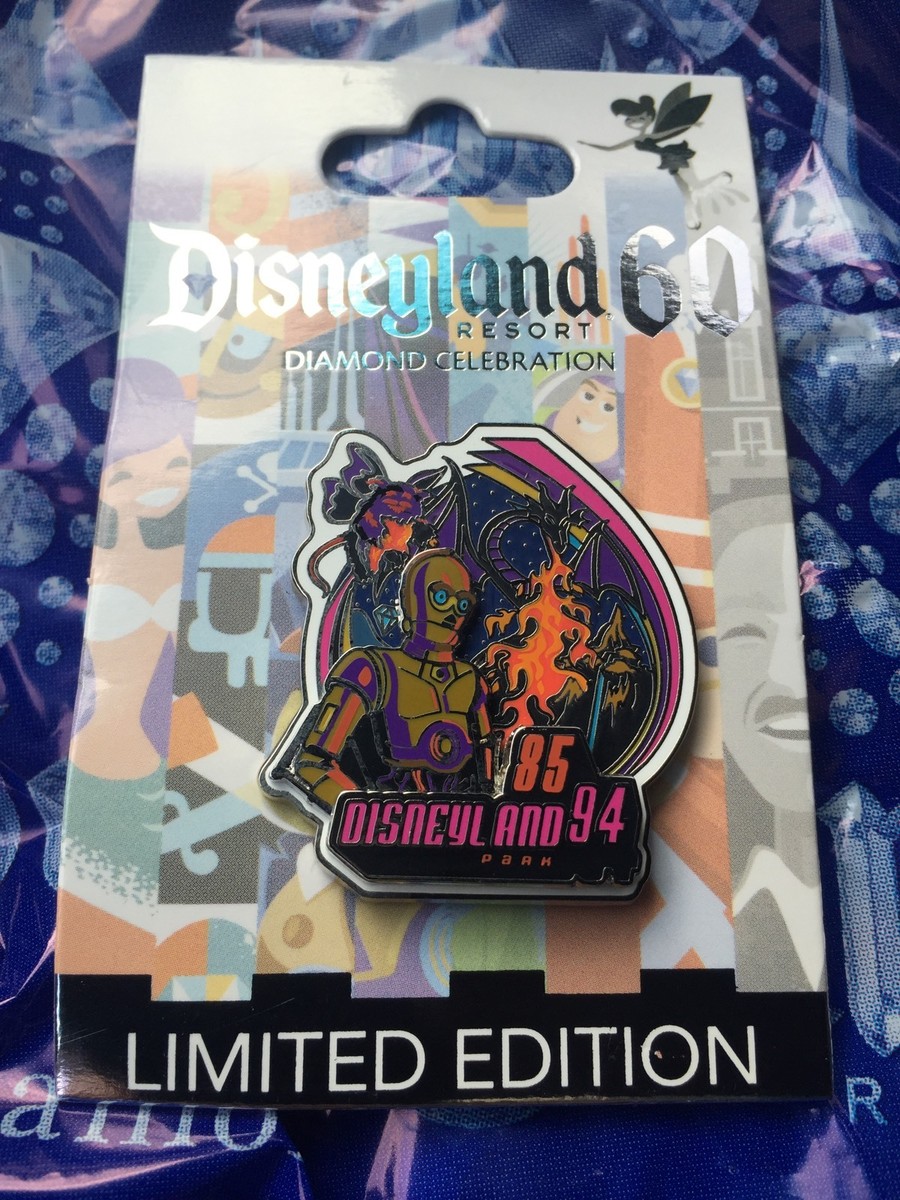 Disneyland 60
RESORT
DIAMOND CELEBRATION
85
DISNEYLAND 94
PARK
LIMITED EDITION
R